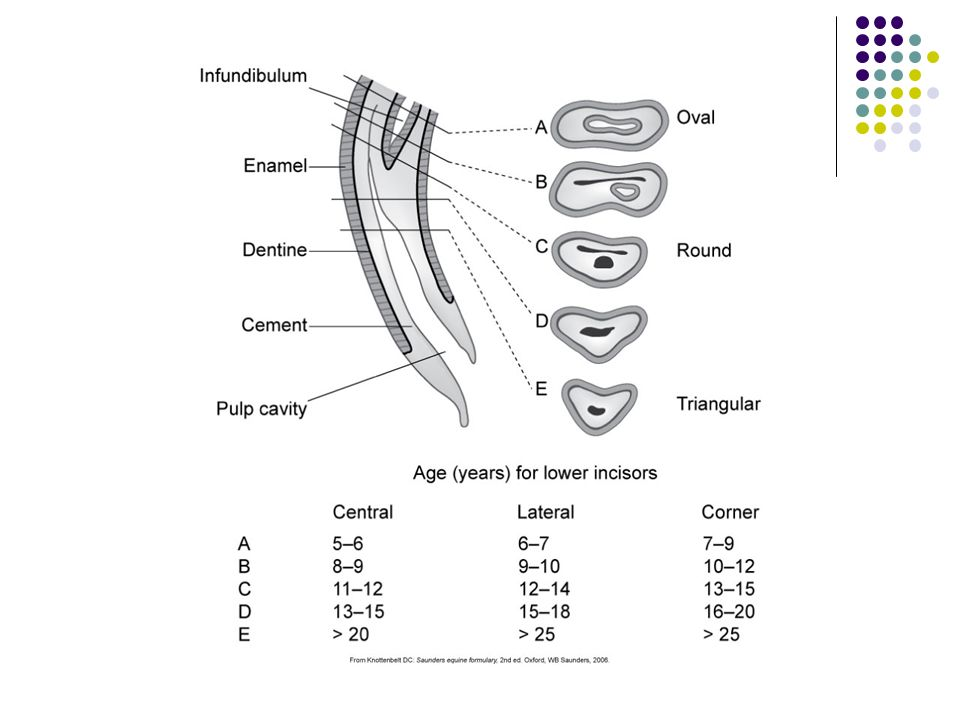 Infundibulum
Enamel
Dentine
Cement
Pulp cavity
A
Oval
B
C
Round
D
E
Triangular
Age (years) for lower incisors
Central Lateral Corner
A 5–6 6–7 7–9
B 8–9 9–10 10–12
C 11–12 12–14 13–15
D 13–15 15–18 16–20
E > 20 > 25 > 25
From Knottenbelt DC: Saunders equine formulary, 2nd ed. Oxford, WB Saunders, 2006.